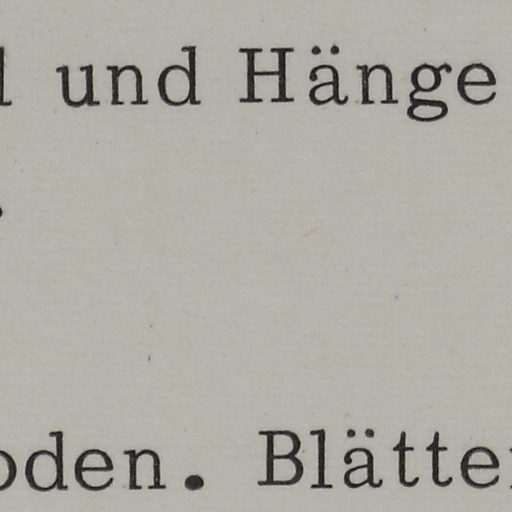 und Hänge
oden. Blätte